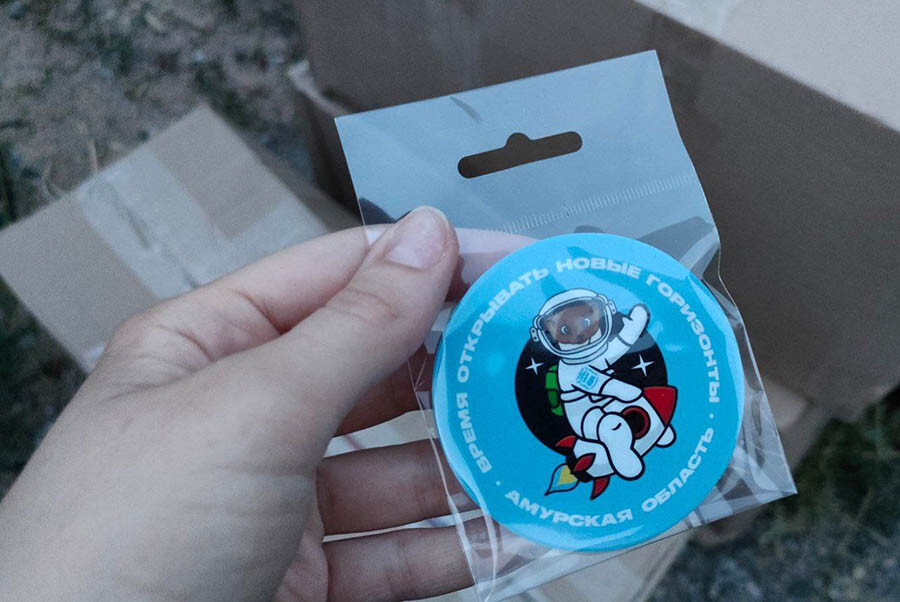 ВРЕМЯ ОТКРЫВАТЬ НОВЫЕ ГОРИЗОНТЫ
· АМУРСКАЯ ОБЛАСТЬ ·